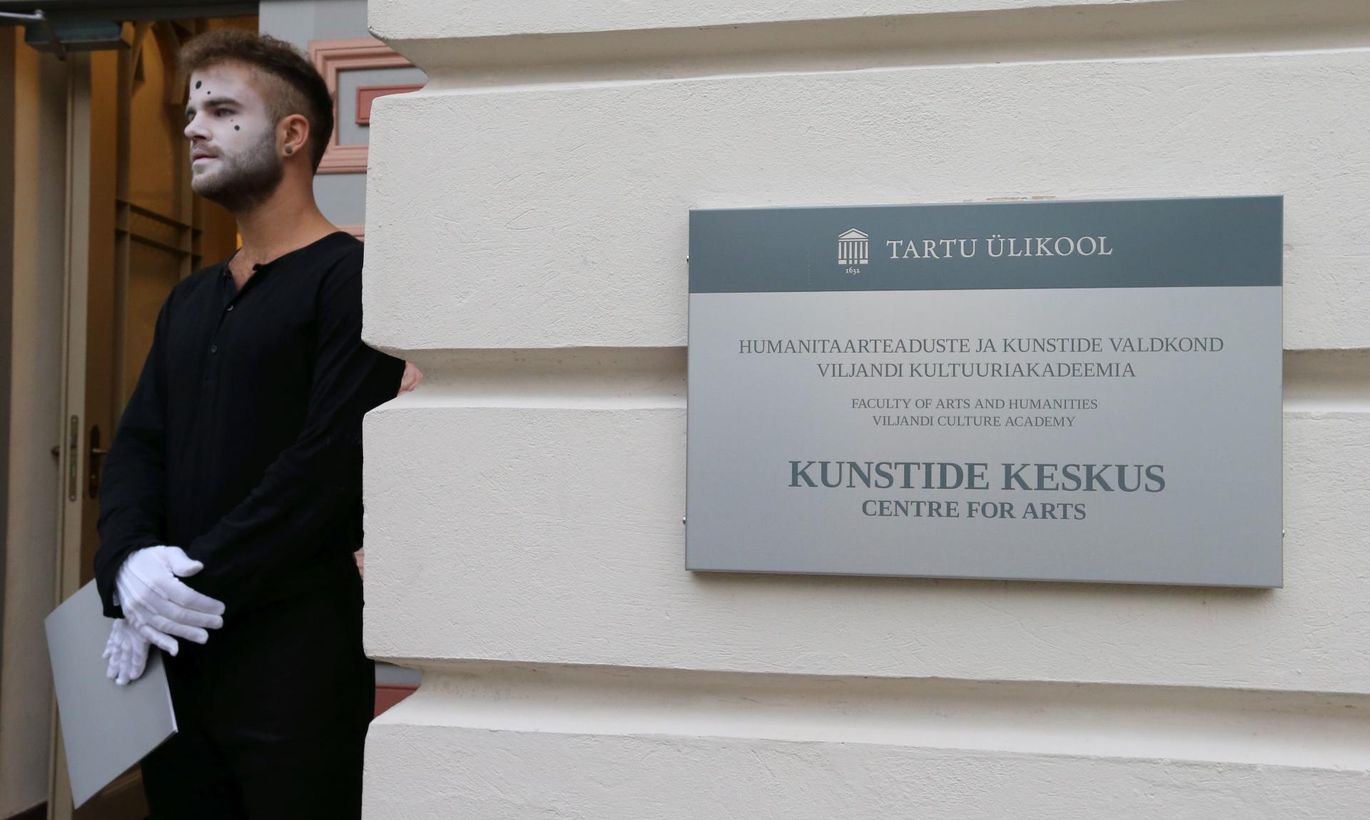 TARTU ÜLIKOOL
1632
HUMANITAARTEADUSTE JA KUNSTIDE VALDKOND
VILJANDI KULTUURIAKADEEMIA
FACULTY OF ARTS AND HUMANITIES
VILJANDI CULTURE ACADEMY
KUNSTIDE KESKUS
CENTRE FOR ARTS